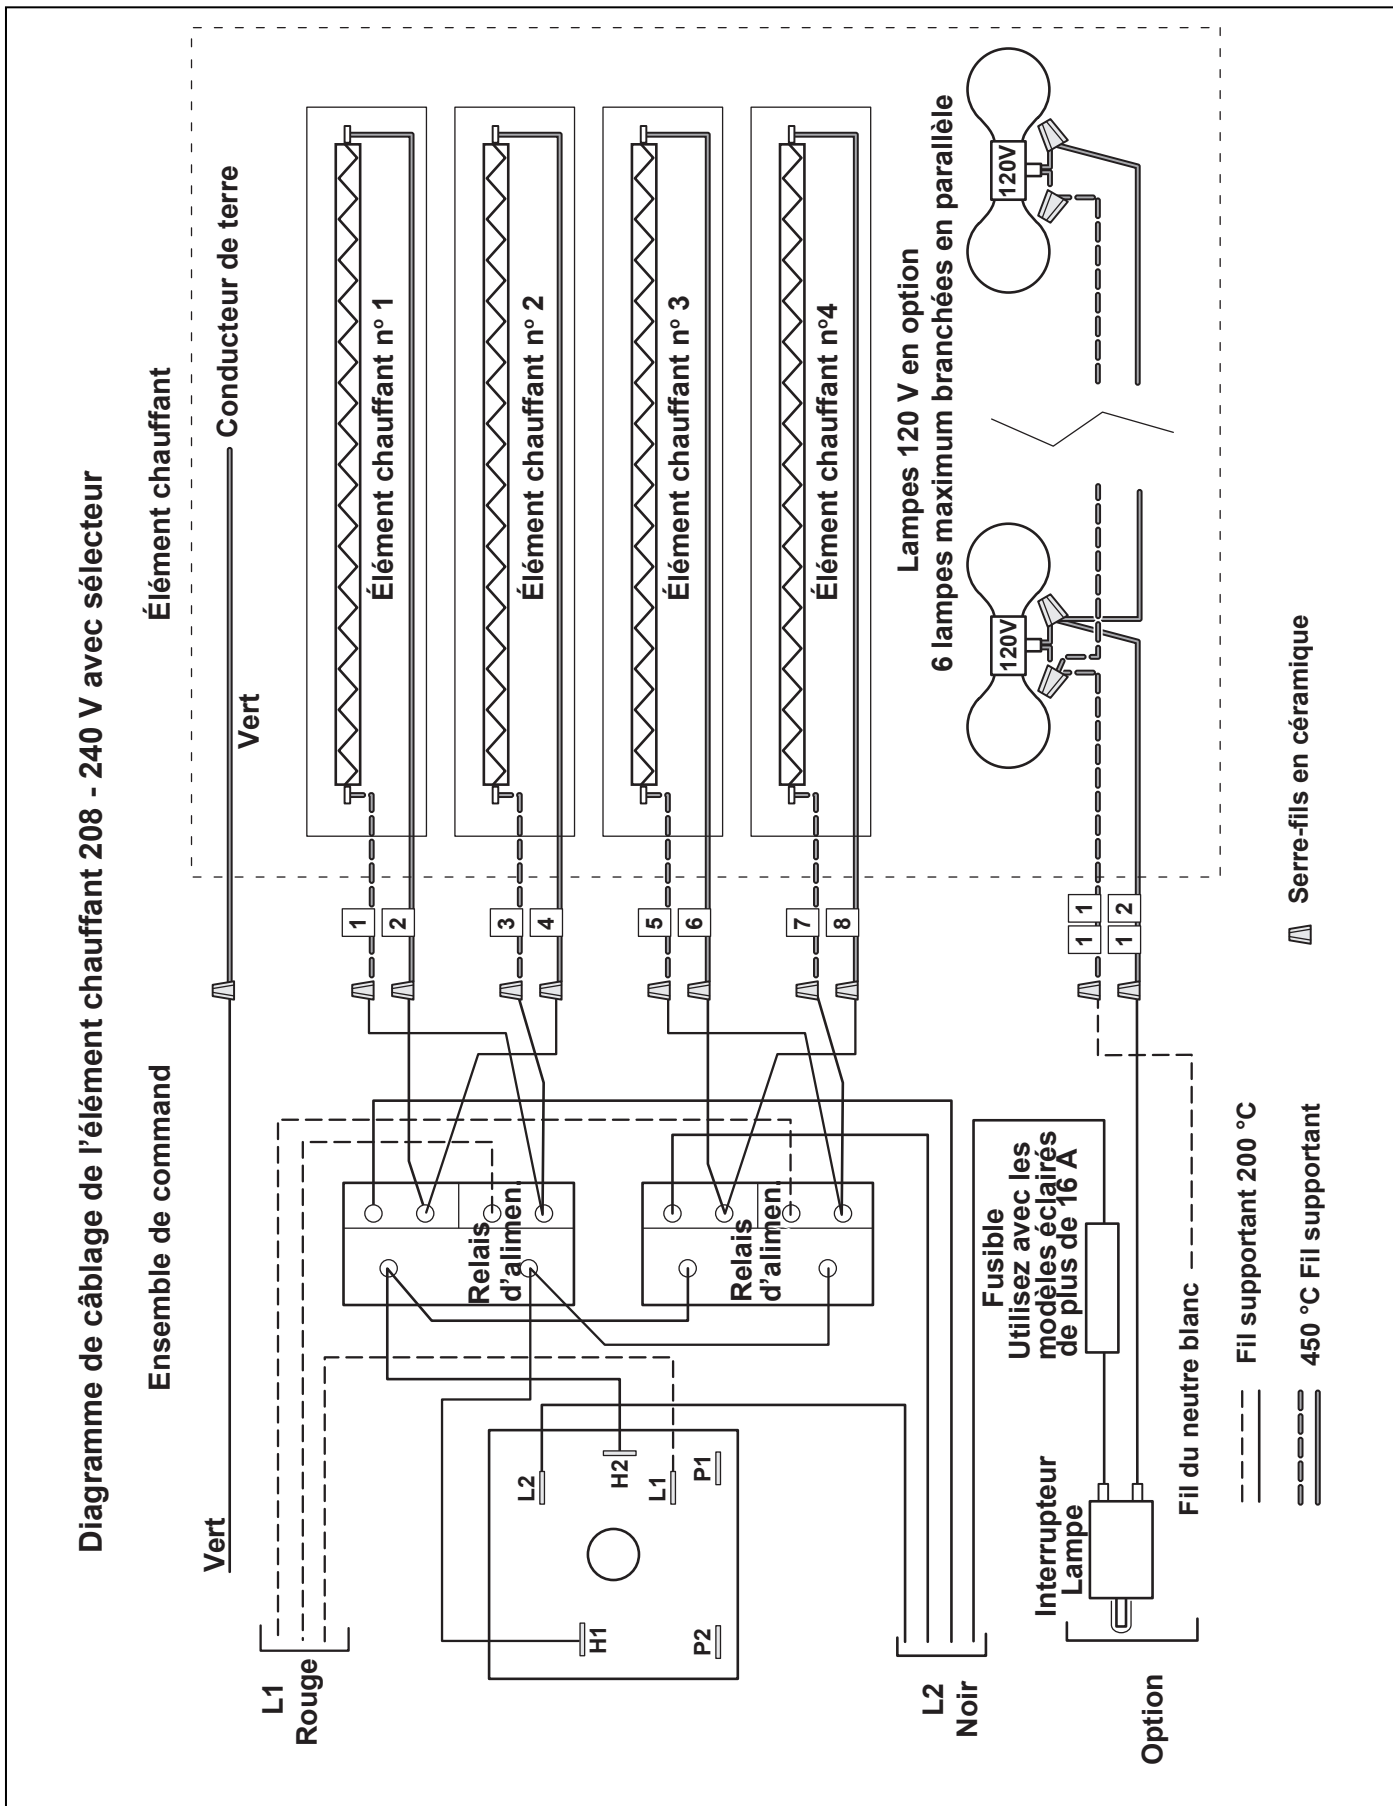 Diagramme de câblage de l'élément chauffant 208 - 240 V avec sélecteur
Ensemble de command
Élément chauffant
Vert
Vert
Conducteur de terre
L1
Rouge
1
2
Élément chauffant nº 1
3
4
Élément chauffant nº 2
5
6
Élément chauffant nº 3
7
8
Élément chauffant nº4
Relais
d'alimen.
Relais
d'alimen.
L2
H2
L1
P1
H1
P2
L2
Noir
Lampes 120 V en option
6 lampes maximum branchées en parallèle
120V
120V
Fusible
Utilisez avec les
modèles éclairés
de plus de 16 A
1 1
1 2
Interrupteur
Lampe
Option
Fil du neutre blanc
Fil supportant 200 °C
450 °C Fil supportant
Serre-fils en céramique